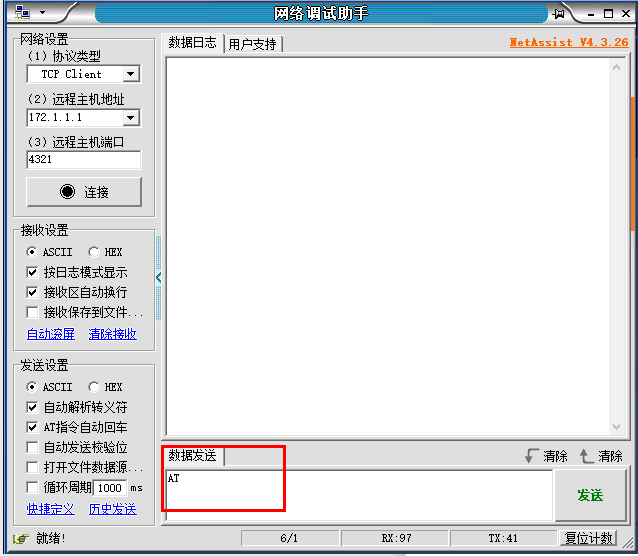 网络调试助手
网络设置
(1) 协议类型
TCP Client
(2) 远程主机地址
172.1.1.1
(3) 远程主机端口
4321
连接
接收设置
ASCII HEX
按日志模式显示
接收区自动换行
接收保存到文件...
自动滚屏 清除接收
发送设置
ASCII HEX
自动解析转义符
AT指令自动回车
自动发送校验位
打开文件数据源...
循环周期 1000 ms
快捷定义 历史发送
数据日志 用户支持
NetAssist V4.3.26
数据发送 清除 清除
AT
发送
就绪! 6/1 RX:97 TX:41 复位计数